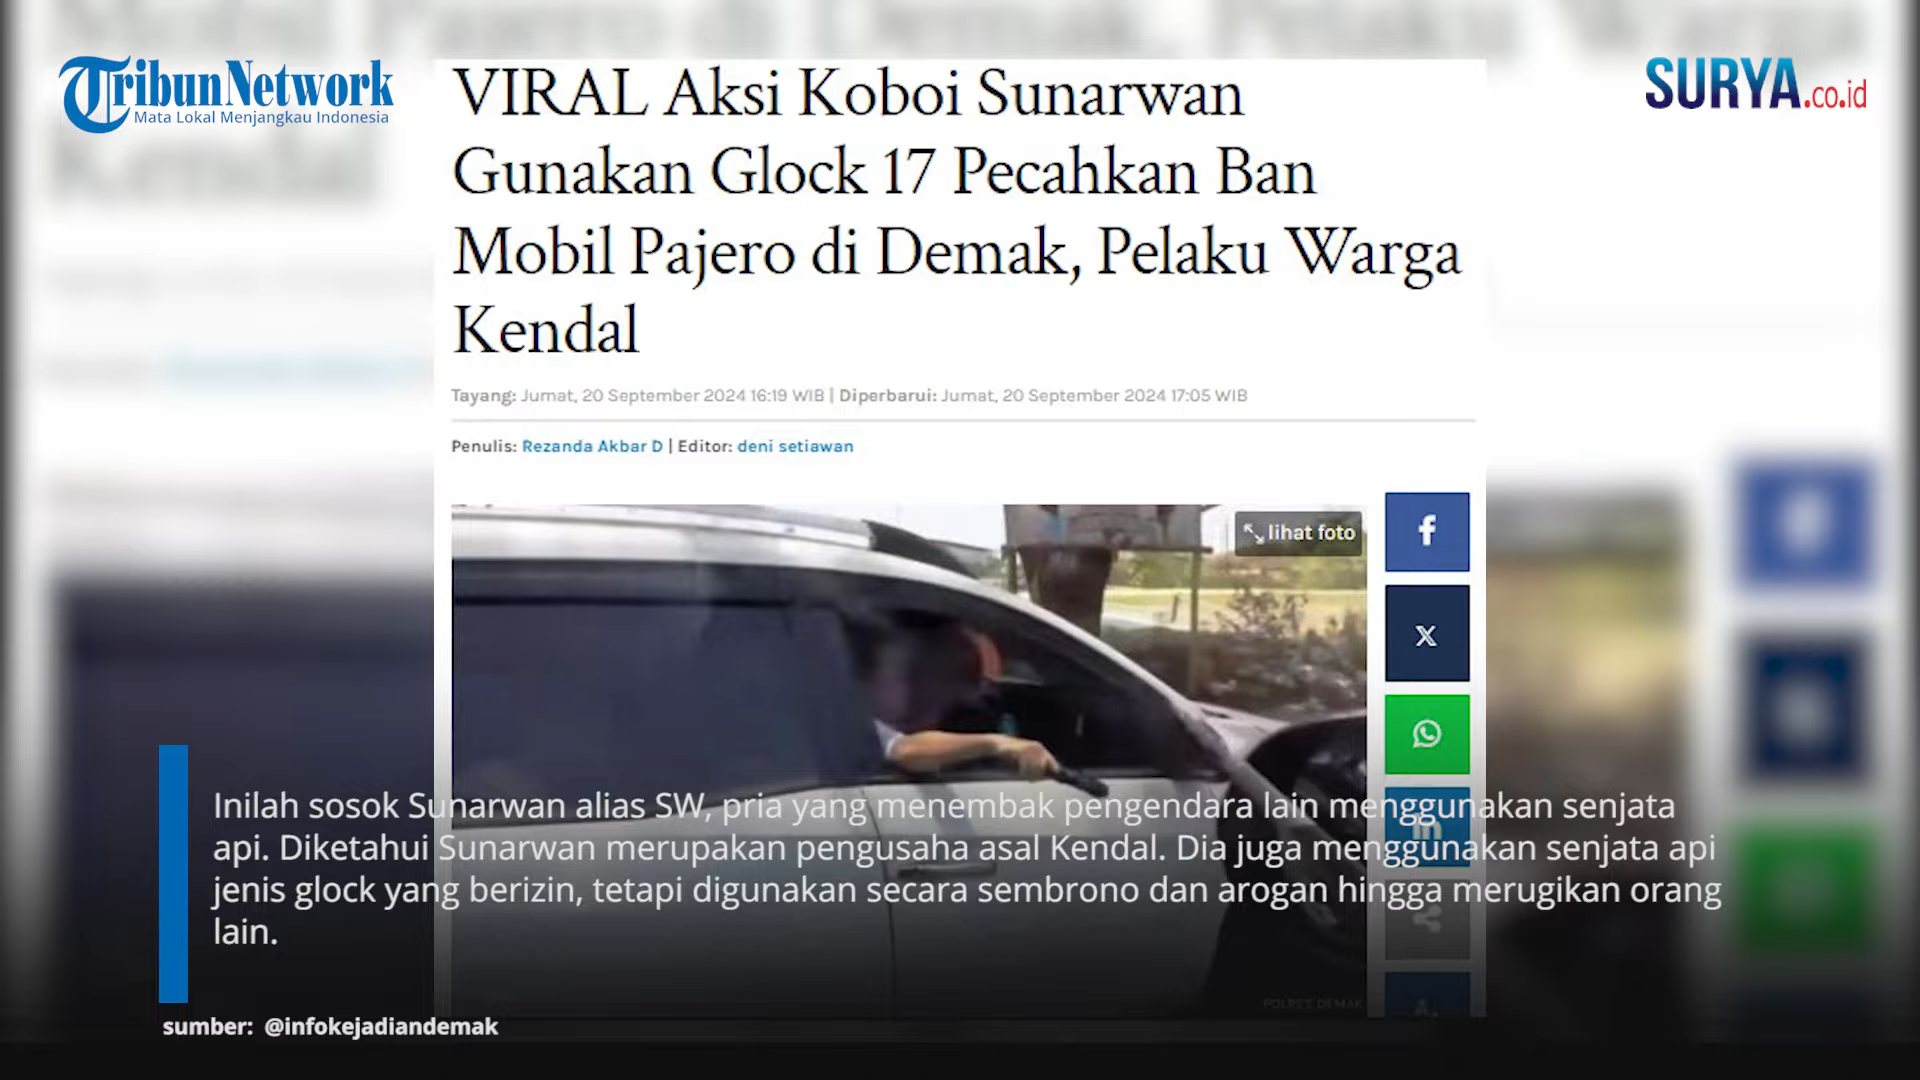 Tribun Network
Mata Lokal Menjangkau Indonesia
SURYA.co.id
VIRAL Aksi Koboi Sunarwan
Gunakan Glock 17 Pecahkan Ban
Mobil Pajero di Demak, Pelaku Warga
Kendal
Tayang: Jumat, 20 September 2024 16:19 WIB | Diperbarui: Jumat, 20 September 2024 17:05 WIB
Penulis: Rezanda Akbar D | Editor: deni setiawan
lihat foto
Inilah sosok Sunarwan alias SW, pria yang menembak pengendara lain menggunakan senjata
api. Diketahui Sunarwan merupakan pengusaha asal Kendal. Dia juga menggunakan senjata api
jenis glock yang berizin, tetapi digunakan secara sembrono dan arogan hingga merugikan orang
lain.
POLRES DEMAK
sumber: @infokejadiandemak